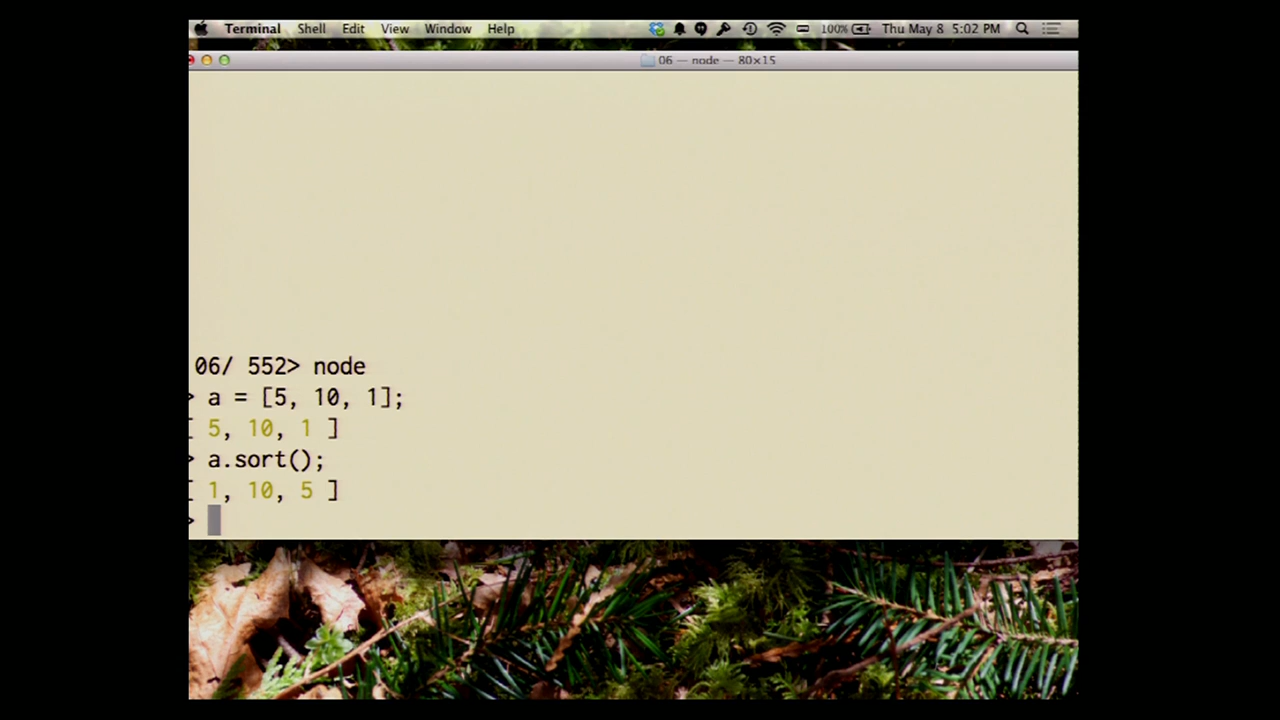 Terminal Shell Edit View Window Help 100% Thu May 8 5:02 PM
06 — node — 80×15
06/ 552> node
> a = [5, 10, 1];
[ 5, 10, 1 ]
> a.sort();
[ 1, 10, 5 ]
>